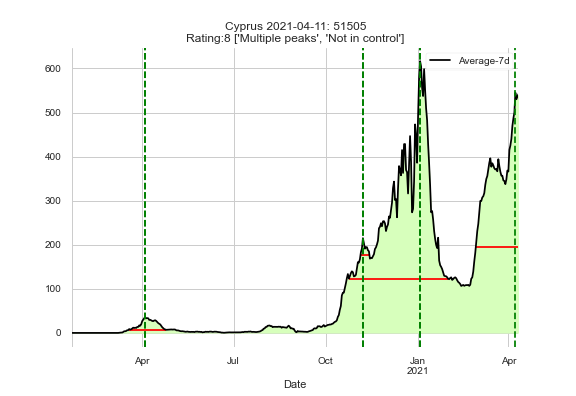 Cyprus 2021-04-11: 51505
Rating:8 ['Multiple peaks', 'Not in control']
Average-7d
600
500
400
300
200
100
0
Apr
Jul
Oct
Jan
2021
Apr
Date